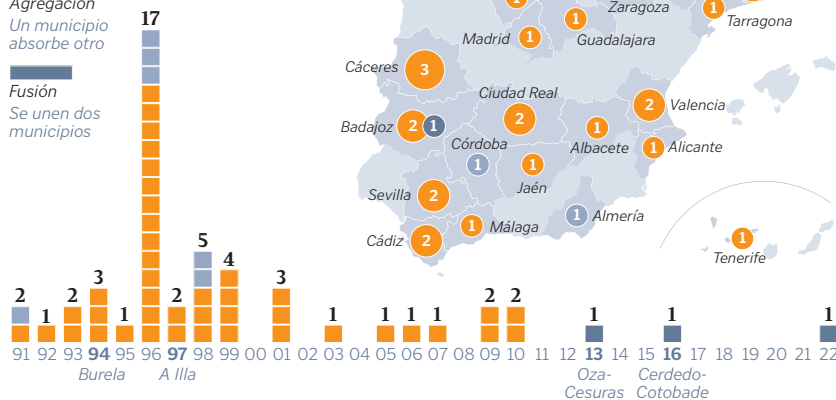 Agregación
Un municipio
absorbe otro
Fusión
Se unen dos
municipios
1
Zaragoza
1
Tarragona
Madrid 1
1
Guadalajara
Cáceres 3
Ciudad Real
2
2 Valencia
Badajoz 2 1
1
Albacete
1 Alicante
Córdoba
1
1
Jaén
Sevilla 2
1 Málaga
1 Almería
Cádiz 2
1
Tenerife
2 1 2 3 1 17 2 5 4 3 1 1 1 1 2 2 1 1 1
91 92 93 94 95 96 97 98 99 00 01 02 03 04 05 06 07 08 09 10 11 12 13 14 15 16 17 18 19 20 21 22
Burela
A Illa
Oza-
Cesuras
Cerdedo-
Cotobade